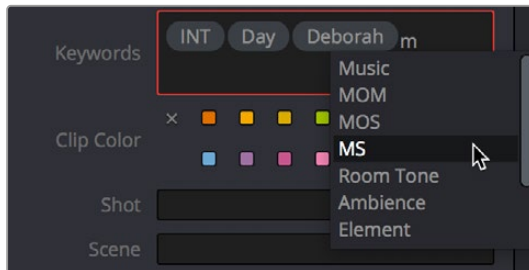 Keywords INT Day Deborah m
Music
MOM
MOS
MS
Room Tone
Ambience
Element
Clip Color
Shot
Scene